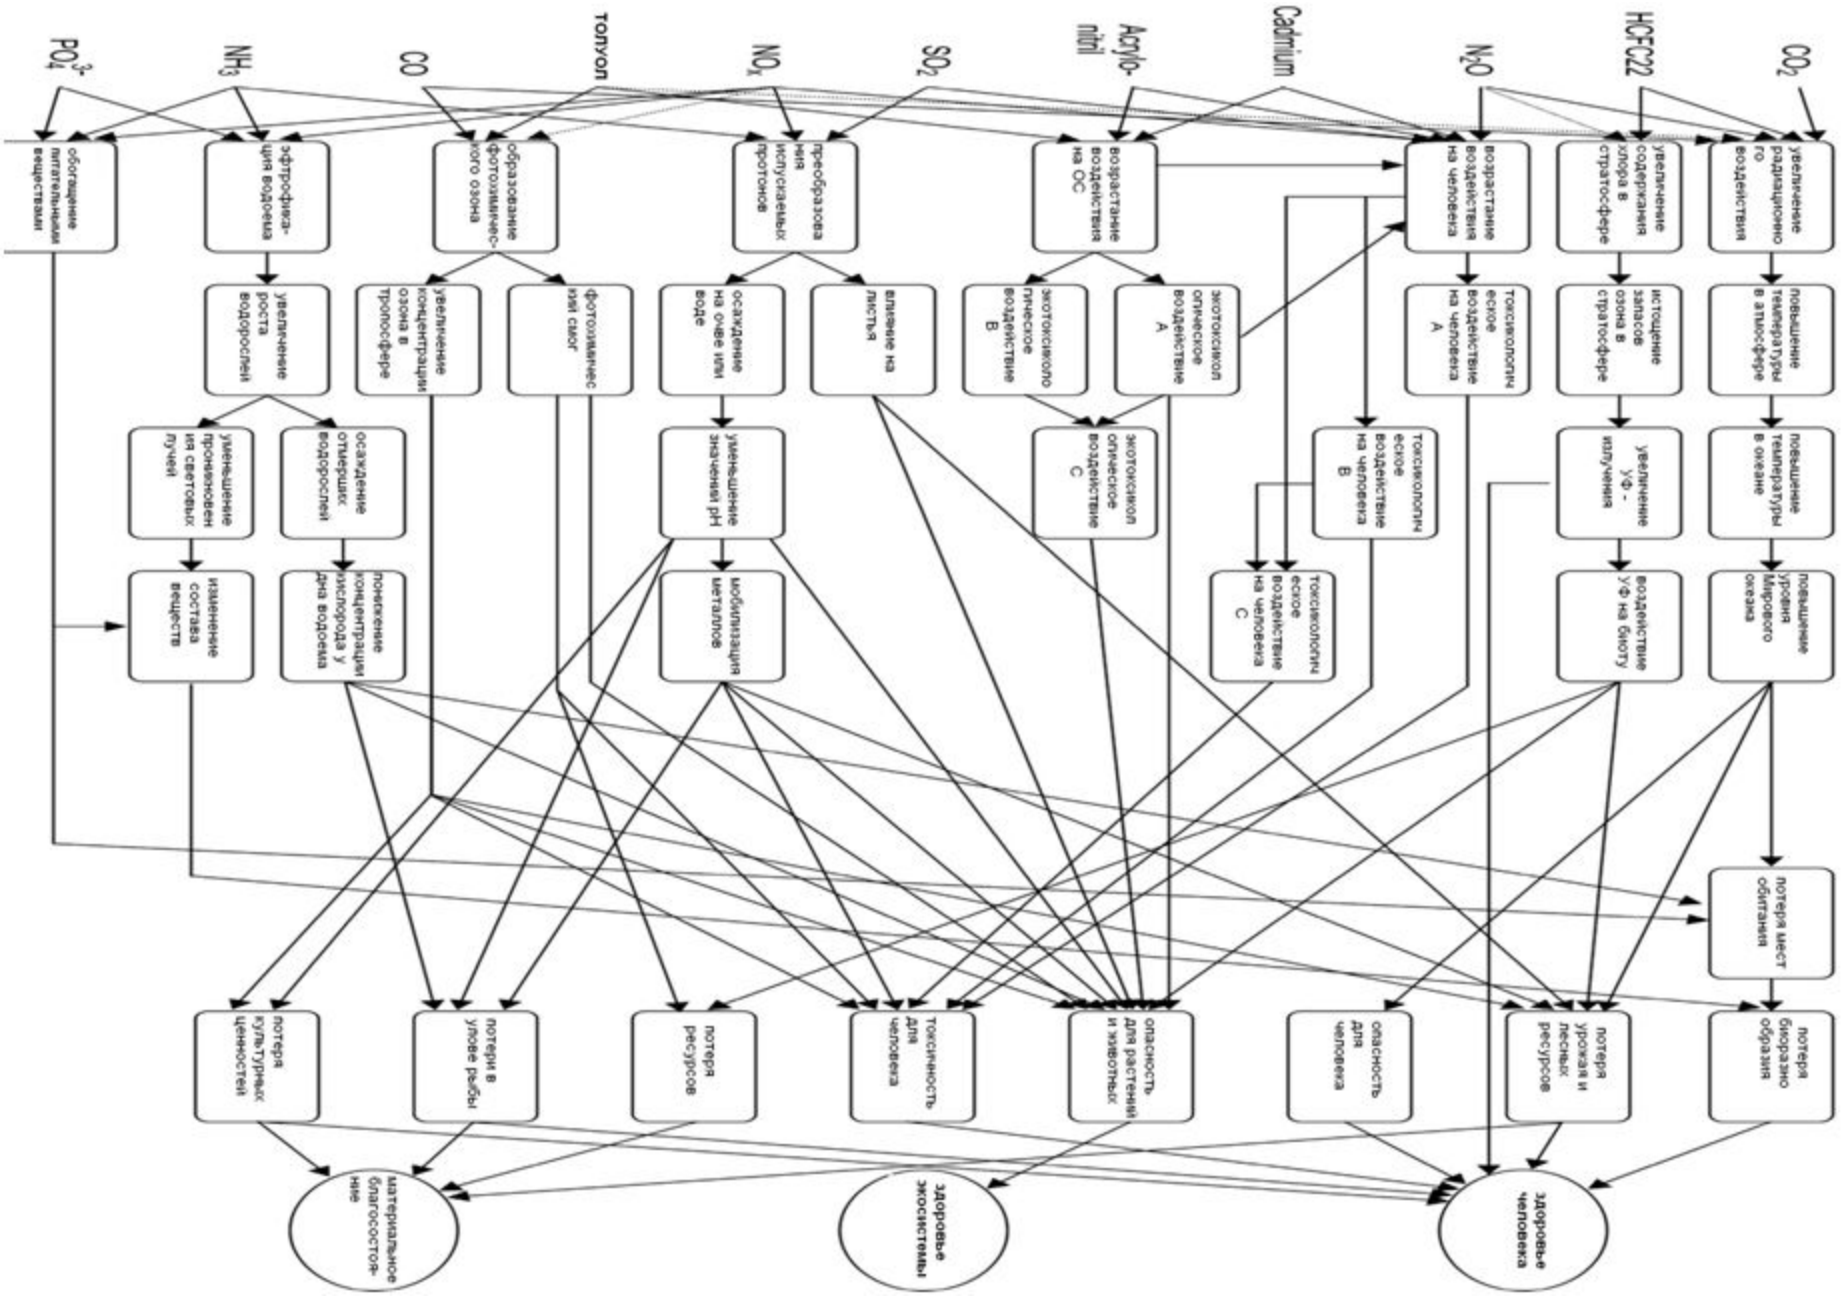 CO₂
HCFC22
N₂O
Cadmium
Acrylo-
nitril
SO₂
NOₓ
толуол
CO
NH₃
PO₄³⁻
увеличение
радиационно
го
воздействия
увеличение
содержания
хлора в
стратосфере
возрастание
воздействия
на человека
возрастание
воздействия
на ОС
преобразова
ния
испускаемых
протонов
образование
фотохимичес-
кого озона
эфтрофика-
ция водоема
обогащение
питательными
веществами
повышение
температуры
в атмосфере
истощение
запасов
озона в
стратосфере
токсикологич
еское
воздействие
на человека
А
экотоксикол
огическое
воздействие
А
экотоксиколо
гическое
воздействие
В
влияние на
листья
осаждение
на очве или
воде
фотохимичес
кий смог
увеличение
концентрации
озона в
тропосфере
увеличение
роста
водорослей
повышение
температуры
в океане
увеличение
УФ –
излучения
токсикологич
еское
воздействие
на человека
В
экотоксикол
огическое
воздействие
С
уменьшение
значений рН
осаждение
отмерших
водорослей
уменьшение
проникновен
ия световых
лучей
повышение
уровня
Мирового
океана
воздействие
УФ на биоту
токсикологич
еское
воздействие
на человека
С
мобилизация
металлов
понижение
концентрации
кислорода у
дна водоема
изменение
состава
веществ
потеря мест
обитания
потеря
биоразно
образия
потеря
урожая и
лесных
ресурсов
опасность
для
человека
опасность
для растений
и животных
токсичность
для
человека
потеря
ресурсов
потери в
улове рыбы
потеря
культурных
ценностей
здоровье
человека
здоровье
экосистемы
материальное
благосостоя-
ние